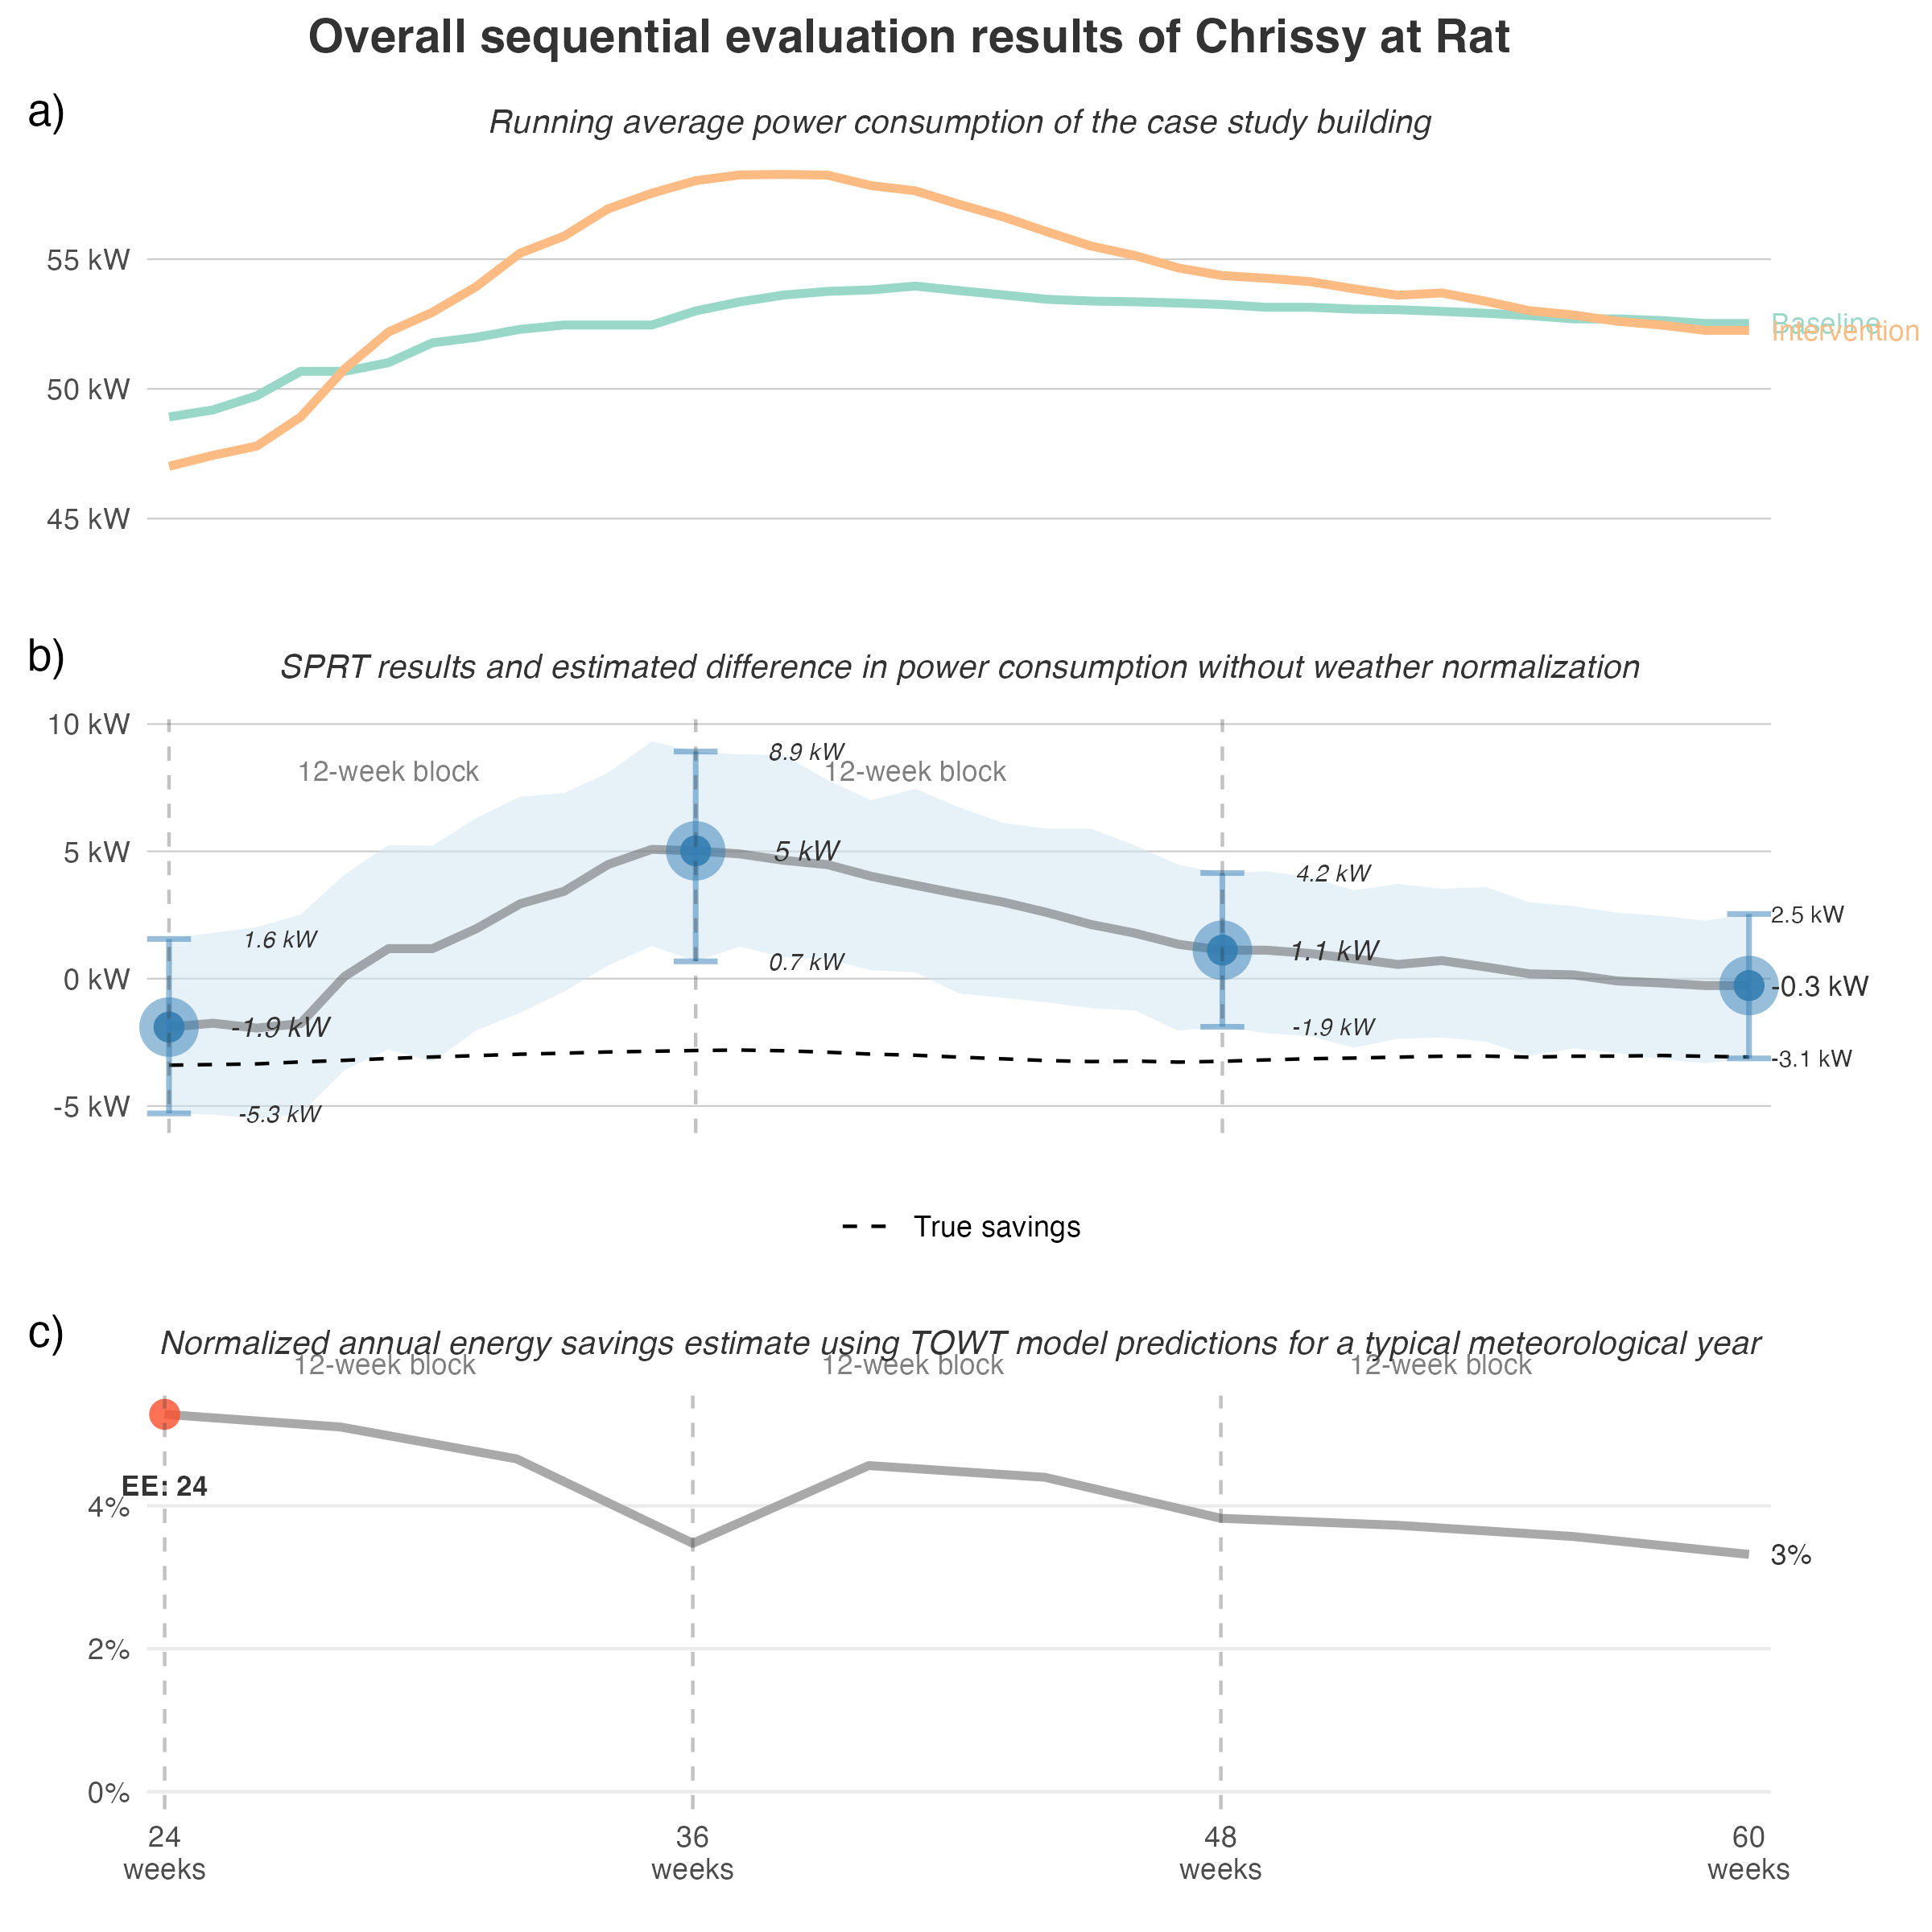 Overall sequential evaluation results of Chrissy at Rat
a)
Running average power consumption of the case study building
55 kW
50 kW
45 kW
Baseline
Intervention
b)
SPRT results and estimated difference in power consumption without weather normalization
10 kW
5 kW
0 kW
-5 kW
12-week block
12-week block
1.6 kW
-1.9 kW
-5.3 kW
8.9 kW
5 kW
0.7 kW
4.2 kW
1.1 kW
-1.9 kW
2.5 kW
-0.3 kW
-3.1 kW
True savings
c)
Normalized annual energy savings estimate using TOWT model predictions for a typical meteorological year
12-week block
12-week block
12-week block
EE: 24
4%
2%
0%
3%
24
weeks
36
weeks
48
weeks
60
weeks